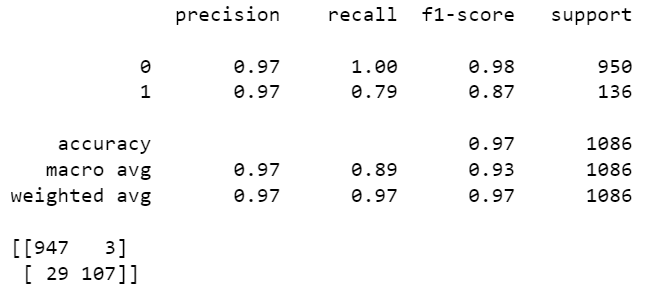 precision recall f1-score support
0 0.97 1.00 0.98 950
1 0.97 0.79 0.87 136
accuracy 0.97 1086
macro avg 0.97 0.89 0.93 1086
weighted avg 0.97 0.97 0.97 1086
[[947 3]
[ 29 107]]